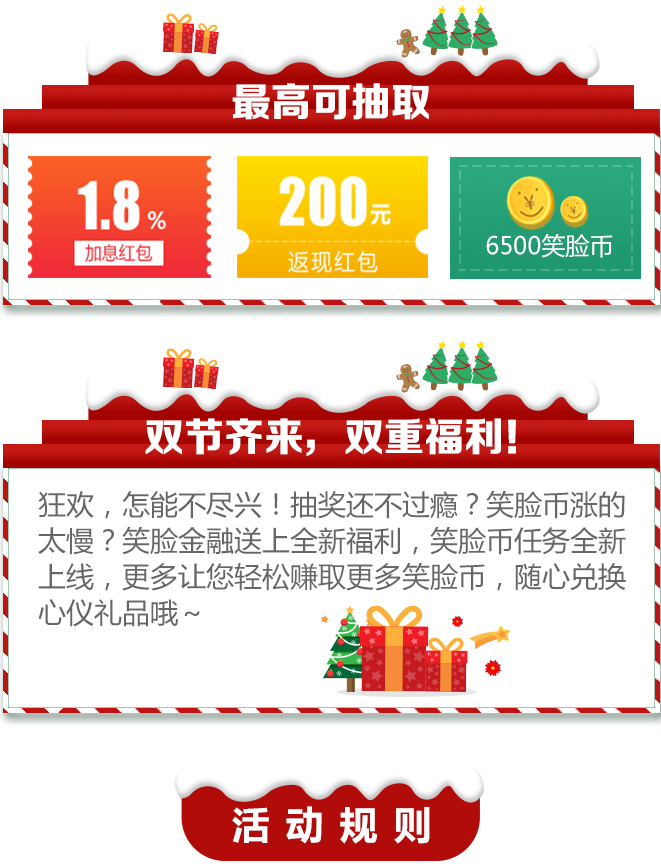 最高可抽取
1.8%
加息红包
200元
返现红包
¥
¥
6500笑脸币
双节齐来，双重福利！
狂欢，怎能不尽兴！抽奖还不过瘾？笑脸币涨的
太慢？笑脸金融送上全新福利，笑脸币任务全新
上线，更多让您轻松赚取更多笑脸币，随心兑换
心仪礼品哦～
活动规则